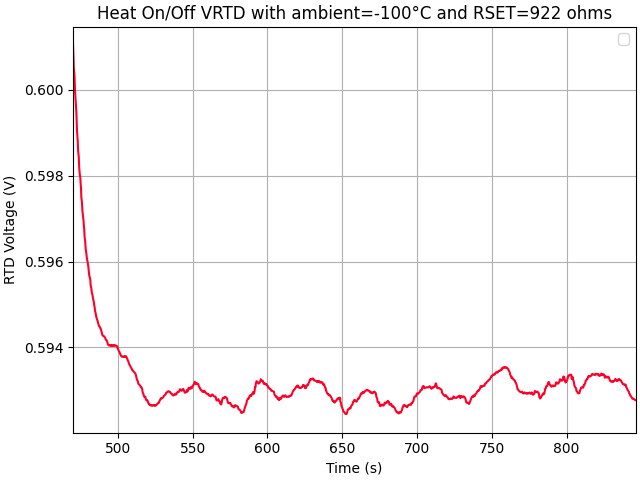 Heat On/Off VRTD with ambient=-100°C and RSET=922 ohms
0.600
0.598
0.596
0.594
RTD Voltage (V)
500 550 600 650 700 750 800
Time (s)